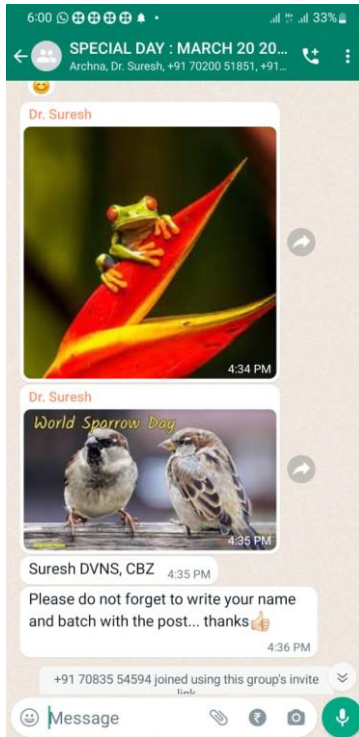 6:00
33%
SPECIAL DAY : MARCH 20 20...
Archna, Dr. Suresh, +91 70200 51851, +91...
Dr. Suresh
4:34 PM
Dr. Suresh
World Sparrow Day
4:35 PM
Suresh DVNS, CBZ 4:35 PM
Please do not forget to write your name
and batch with the post... thanks👍🏻
4:36 PM
+91 70835 54594 joined using this group's invite
link
Message